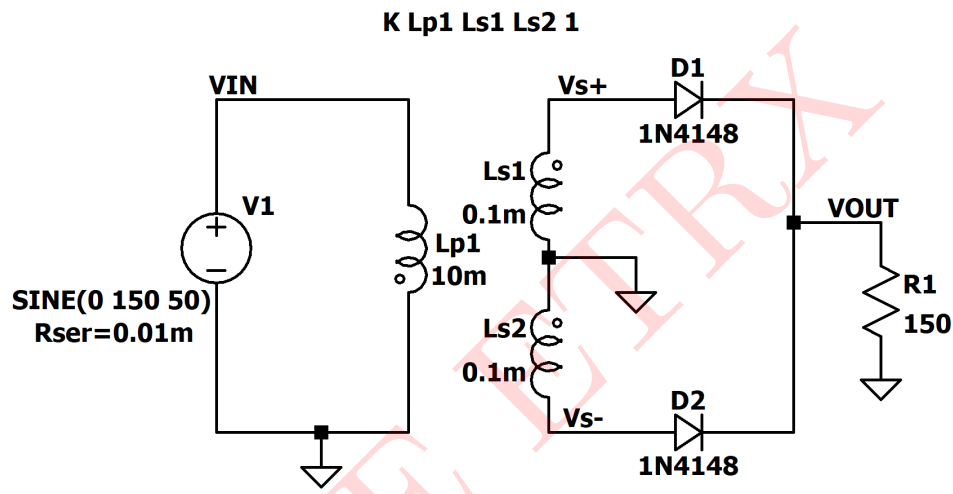 K Lp1 Ls1 Ls2 1
VIN
Vs+
D1
1N4148
Ls1
0.1m
V1
VOUT
Lp1
10m
SINE(0 150 50)
Rser=0.01m
R1
150
Ls2
0.1m
Vs-
D2
1N4148
E ETRX